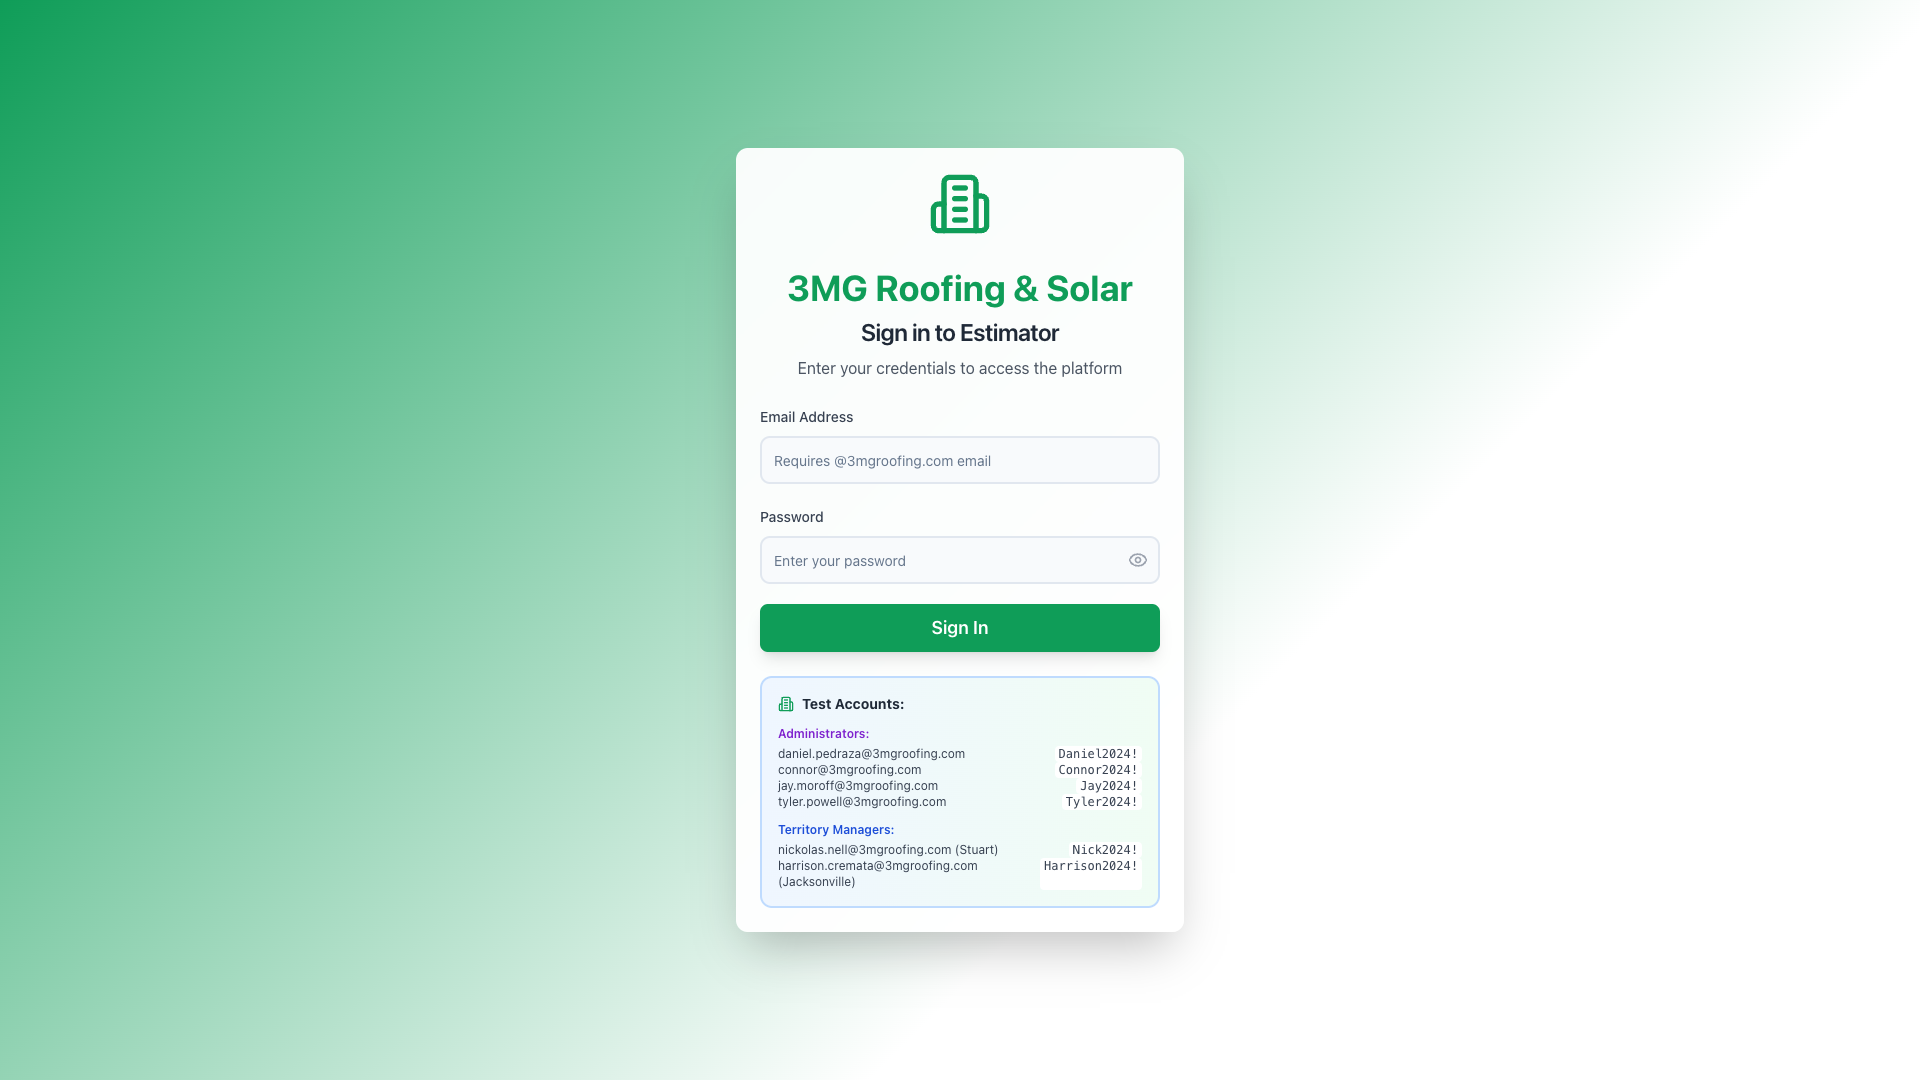 3MG Roofing & Solar
Sign in to Estimator
Enter your credentials to access the platform
Email Address
Requires @3mgroofing.com email
Password
Enter your password
Sign In
Test Accounts:
Administrators:
daniel.pedraza@3mgroofing.com Daniel2024!
connor@3mgroofing.com Connor2024!
jay.moroff@3mgroofing.com Jay2024!
tyler.powell@3mgroofing.com Tyler2024!
Territory Managers:
nickolas.nell@3mgroofing.com (Stuart) Nick2024!
harrison.cremata@3mgroofing.com Harrison2024!
(Jacksonville)